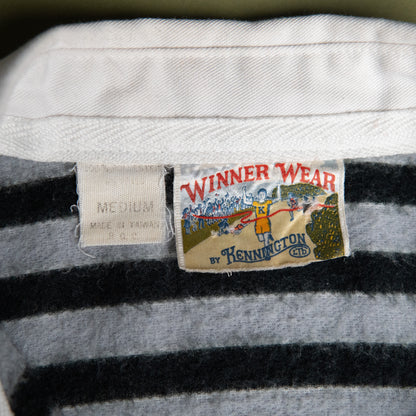 MEDIUM
MADE IN TAIWAN
R.O.C.
WINNER WEAR
K
BY KENNINGTON LTD